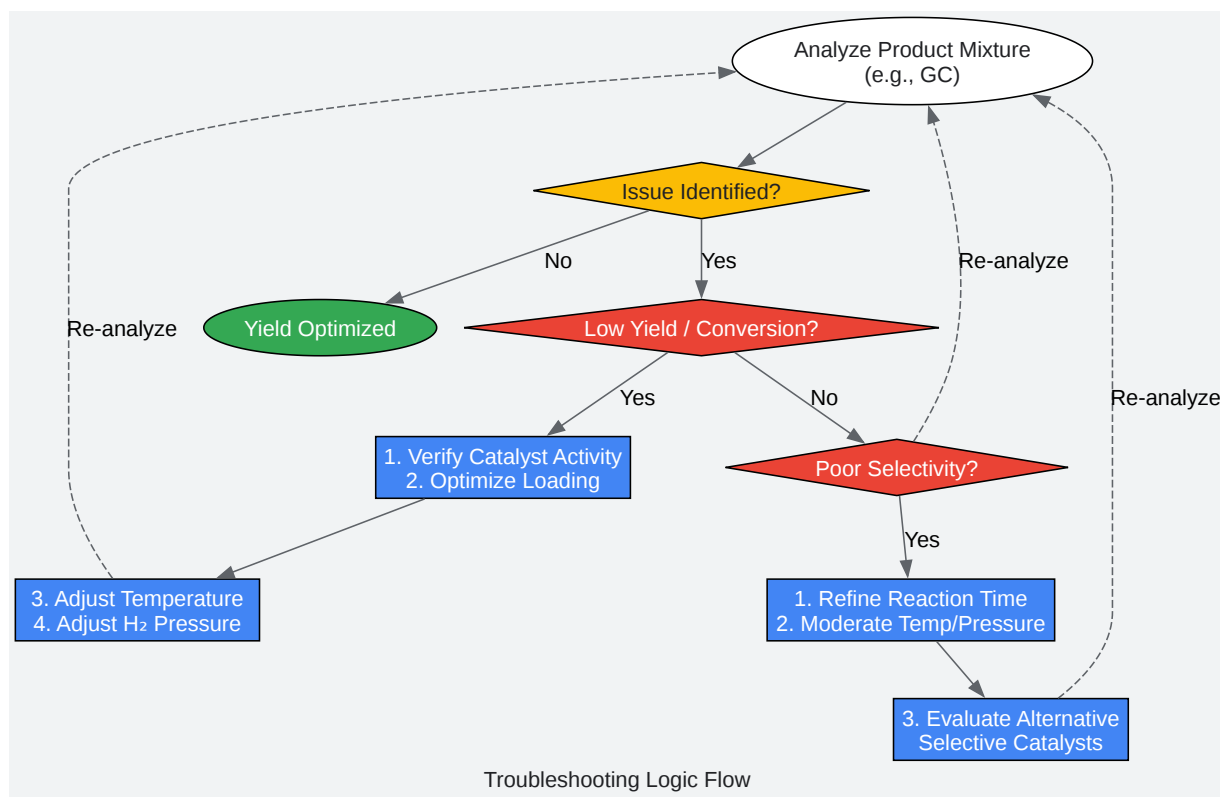 Analyze Product Mixture
(e.g., GC)
Issue Identified?
No
Yes
Re-analyze
Re-analyze
Yield Optimized
Low Yield / Conversion?
Yes
No
Re-analyze
1. Verify Catalyst Activity
2. Optimize Loading
Poor Selectivity?
Yes
3. Adjust Temperature
4. Adjust H₂ Pressure
1. Refine Reaction Time
2. Moderate Temp/Pressure
3. Evaluate Alternative
Selective Catalysts
Troubleshooting Logic Flow